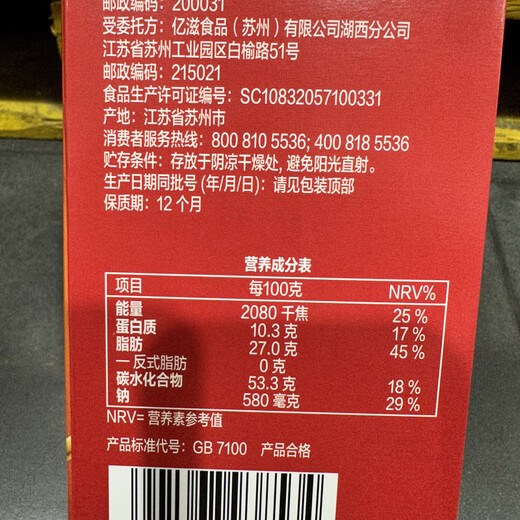 邮政编码: 200031
受委托方: 亿滋食品（苏州）有限公司湖西分公司
江苏省苏州工业园区白榆路51号
邮政编码: 215021
食品生产许可证编号: SC10832057100331
产地: 江苏省苏州市
消费者服务热线: 800 810 5536; 400 818 5536
贮存条件: 存放于阴凉干燥处, 避免阳光直射。
生产日期同批号 (年/月/日): 请见包装顶部
保质期: 12 个月
营养成分表
项目 每100克 NRV%
能量 2080 千焦 25 %
蛋白质 10.3 克 17 %
脂肪 27.0 克 45 %
一 反式脂肪 0 克
碳水化合物 53.3 克 18 %
钠 580 毫克 29 %
NRV= 营养素参考值
产品标准代号: GB 7100 产品合格